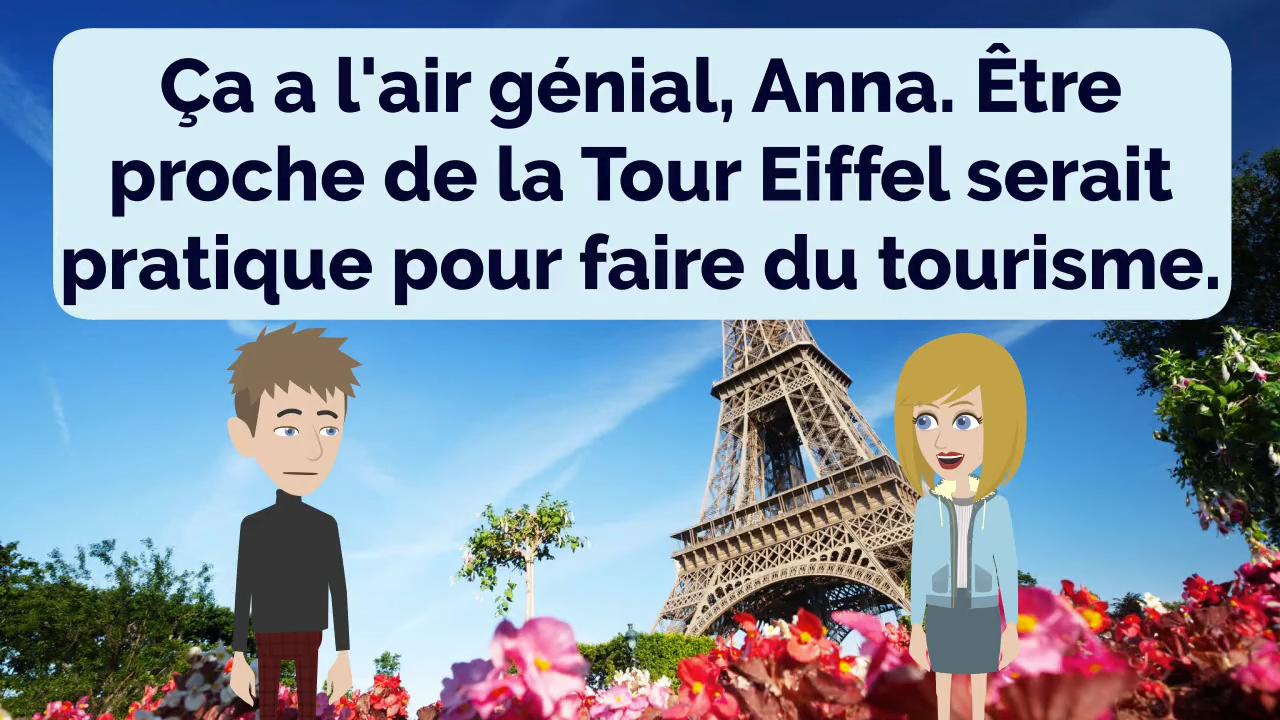 Ça a l'air génial, Anna. Être
proche de la Tour Eiffel serait
pratique pour faire du tourisme.